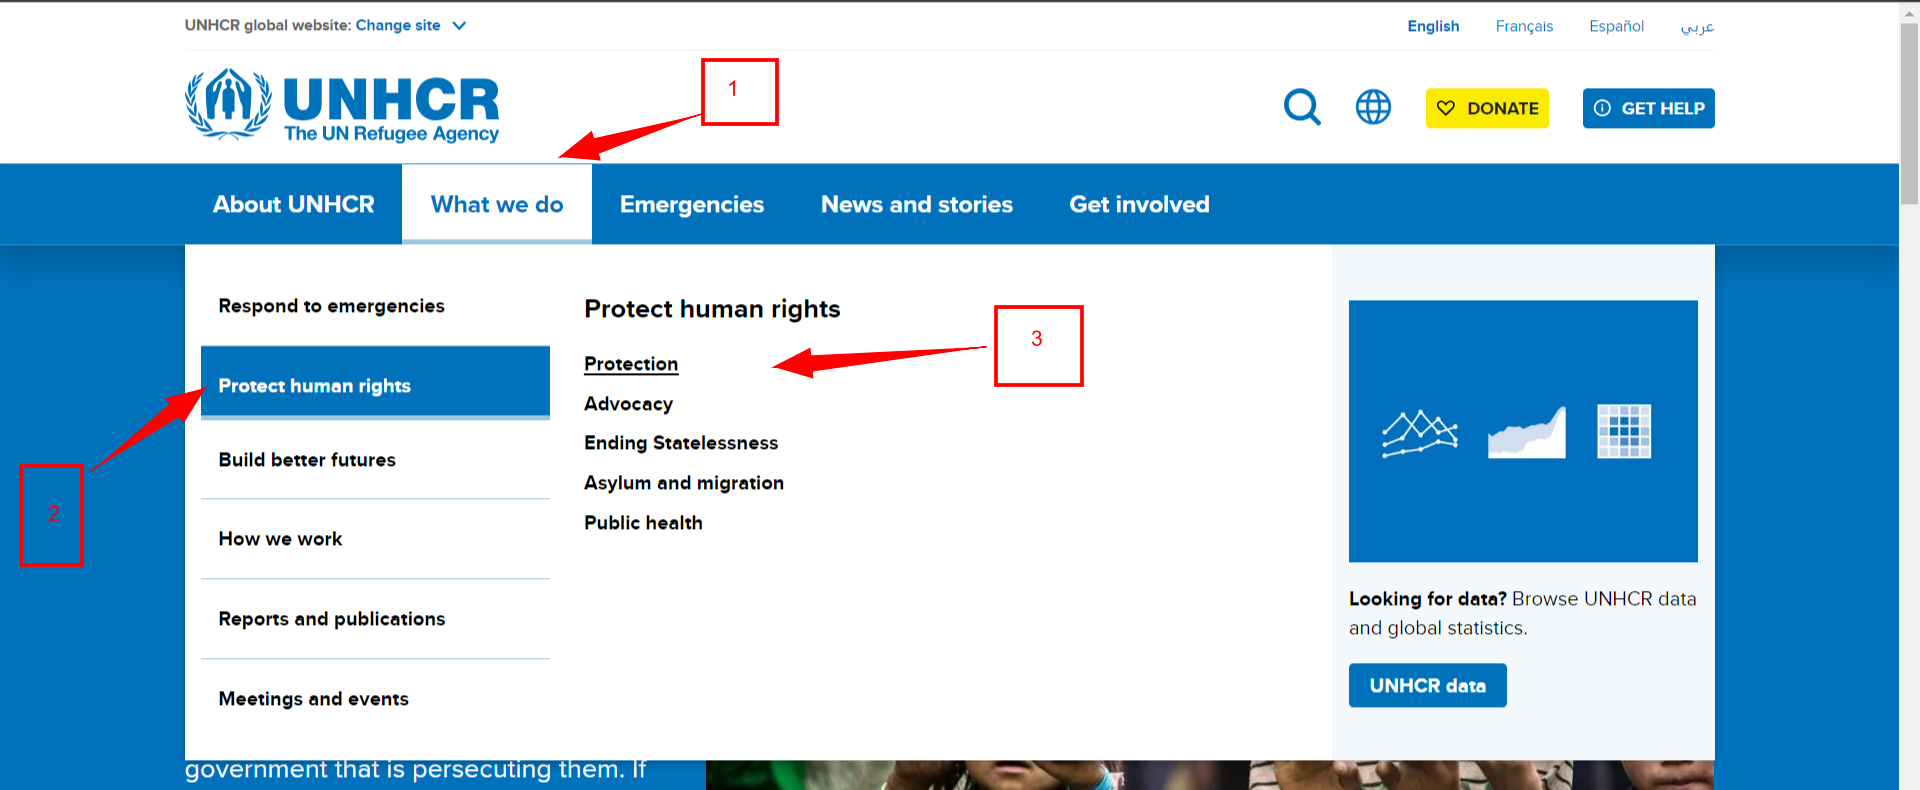 UNHCR global website: Change site
English Français Español عربي
UNHCR
The UN Refugee Agency
1
DONATE
GET HELP
About UNHCR What we do Emergencies News and stories Get involved
Respond to emergencies
Protect human rights
Build better futures
How we work
Reports and publications
Meetings and events
2
Protect human rights
Protection
Advocacy
Ending Statelessness
Asylum and migration
Public health
3
Looking for data? Browse UNHCR data
and global statistics.
UNHCR data
government that is persecuting them. If